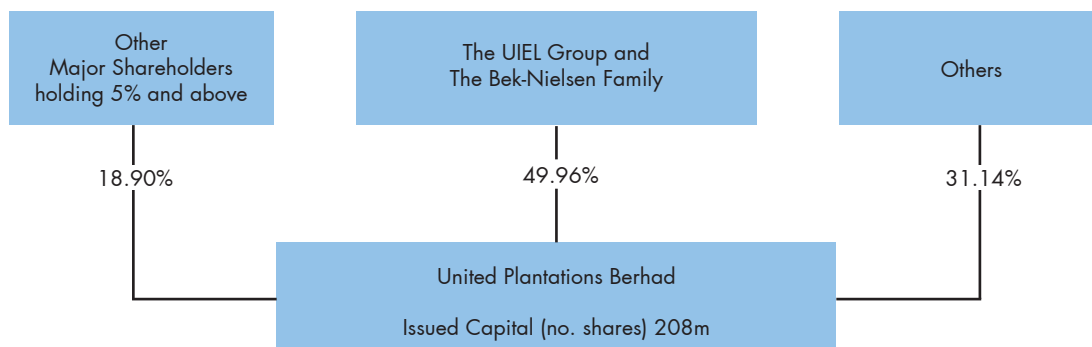 Other
Major Shareholders
holding 5% and above
The UIEL Group and
The Bek-Nielsen Family
Others
18.90%
49.96%
31.14%
United Plantations Berhad
Issued Capital (no. shares) 208m